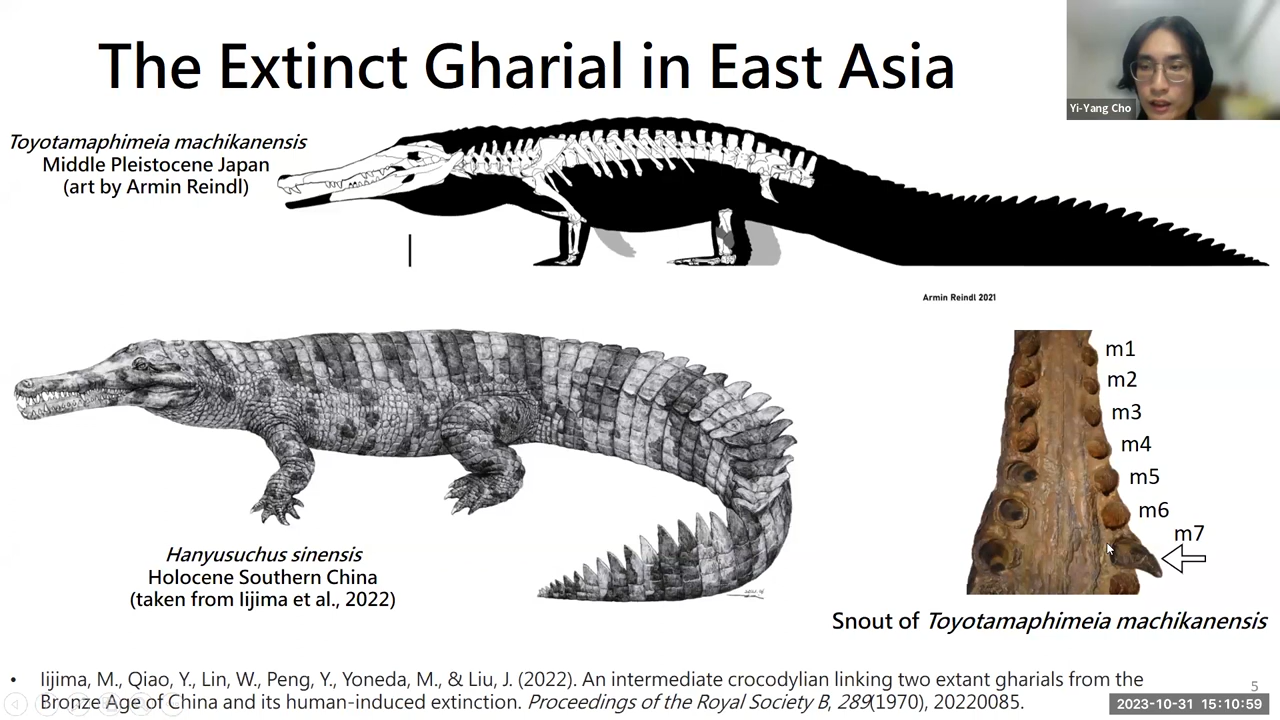 The Extinct Gharial in East Asia
Yi-Yang Cho
Toyotamaphimeia machikanensis
Middle Pleistocene Japan
(art by Armin Reindl)
Armin Reindl 2021
m1
m2
m3
m4
m5
m6
m7
Hanyusuchus sinensis
Holocene Southern China
(taken from Iijima et al., 2022)
Snout of Toyotamaphimeia machikanensis
• Iijima, M., Qiao, Y., Lin, W., Peng, Y., Yoneda, M., & Liu, J. (2022). An intermediate crocodylian linking two extant gharials from the
Bronze Age of China and its human-induced extinction. Proceedings of the Royal Society B, 289(1970), 20220085.
5
2023-10-31 15:10:59